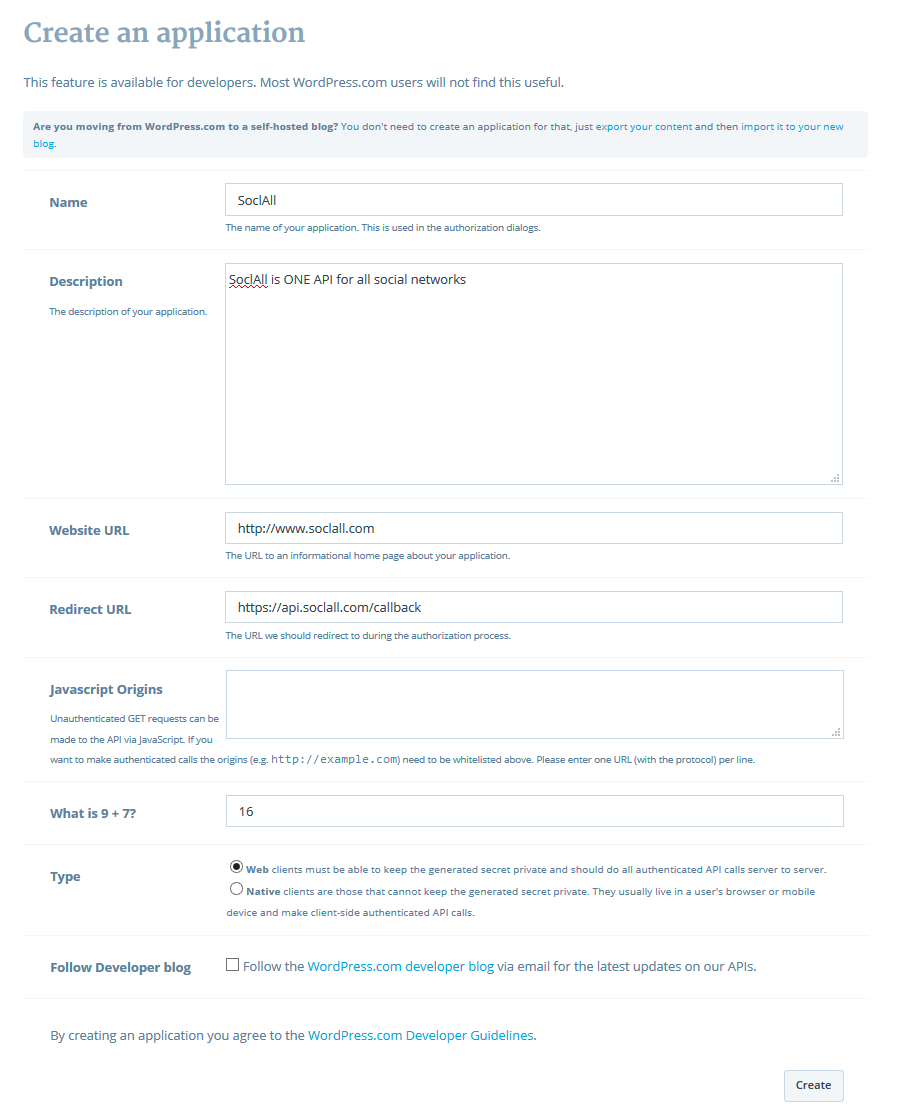 Create an application
This feature is available for developers. Most WordPress.com users will not find this useful.
Are you moving from WordPress.com to a self-hosted blog? You don't need to create an application for that, just export your content and then import it to your new
blog.
Name
SoclAll
The name of your application. This is used in the authorization dialogs.
Description
The description of your application.
SoclAll is ONE API for all social networks
Website URL
http://www.soclall.com
The URL to an informational home page about your application.
Redirect URL
https://api.soclall.com/callback
The URL we should redirect to during the authorization process.
Javascript Origins
Unauthenticated GET requests can be
made to the API via JavaScript. If you
want to make authenticated calls the origins (e.g. http://example.com) need to be whitelisted above. Please enter one URL (with the protocol) per line.
What is 9 + 7?
16
Type
Web clients must be able to keep the generated secret private and should do all authenticated API calls server to server.
Native clients are those that cannot keep the generated secret private. They usually live in a user's browser or mobile
device and make client-side authenticated API calls.
Follow Developer blog
Follow the WordPress.com developer blog via email for the latest updates on our APIs.
By creating an application you agree to the WordPress.com Developer Guidelines.
Create